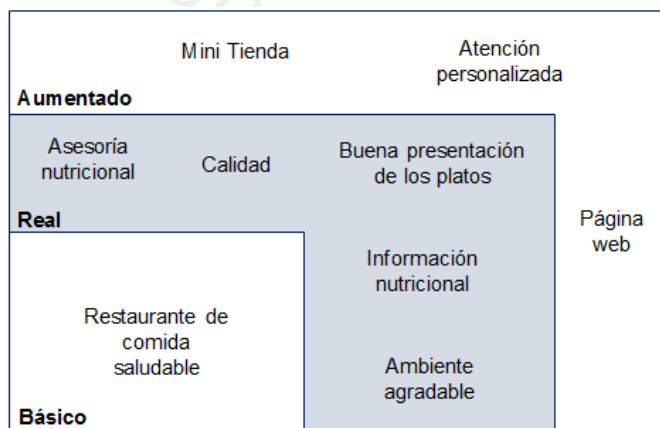 Mini Tienda
Atención
personalizada
Aumentado
Asesoría
nutricional
Calidad
Buena presentación
de los platos
Real
Página
web
Información
nutricional
Restaurante de
comida
saludable
Ambiente
agradable
Básico